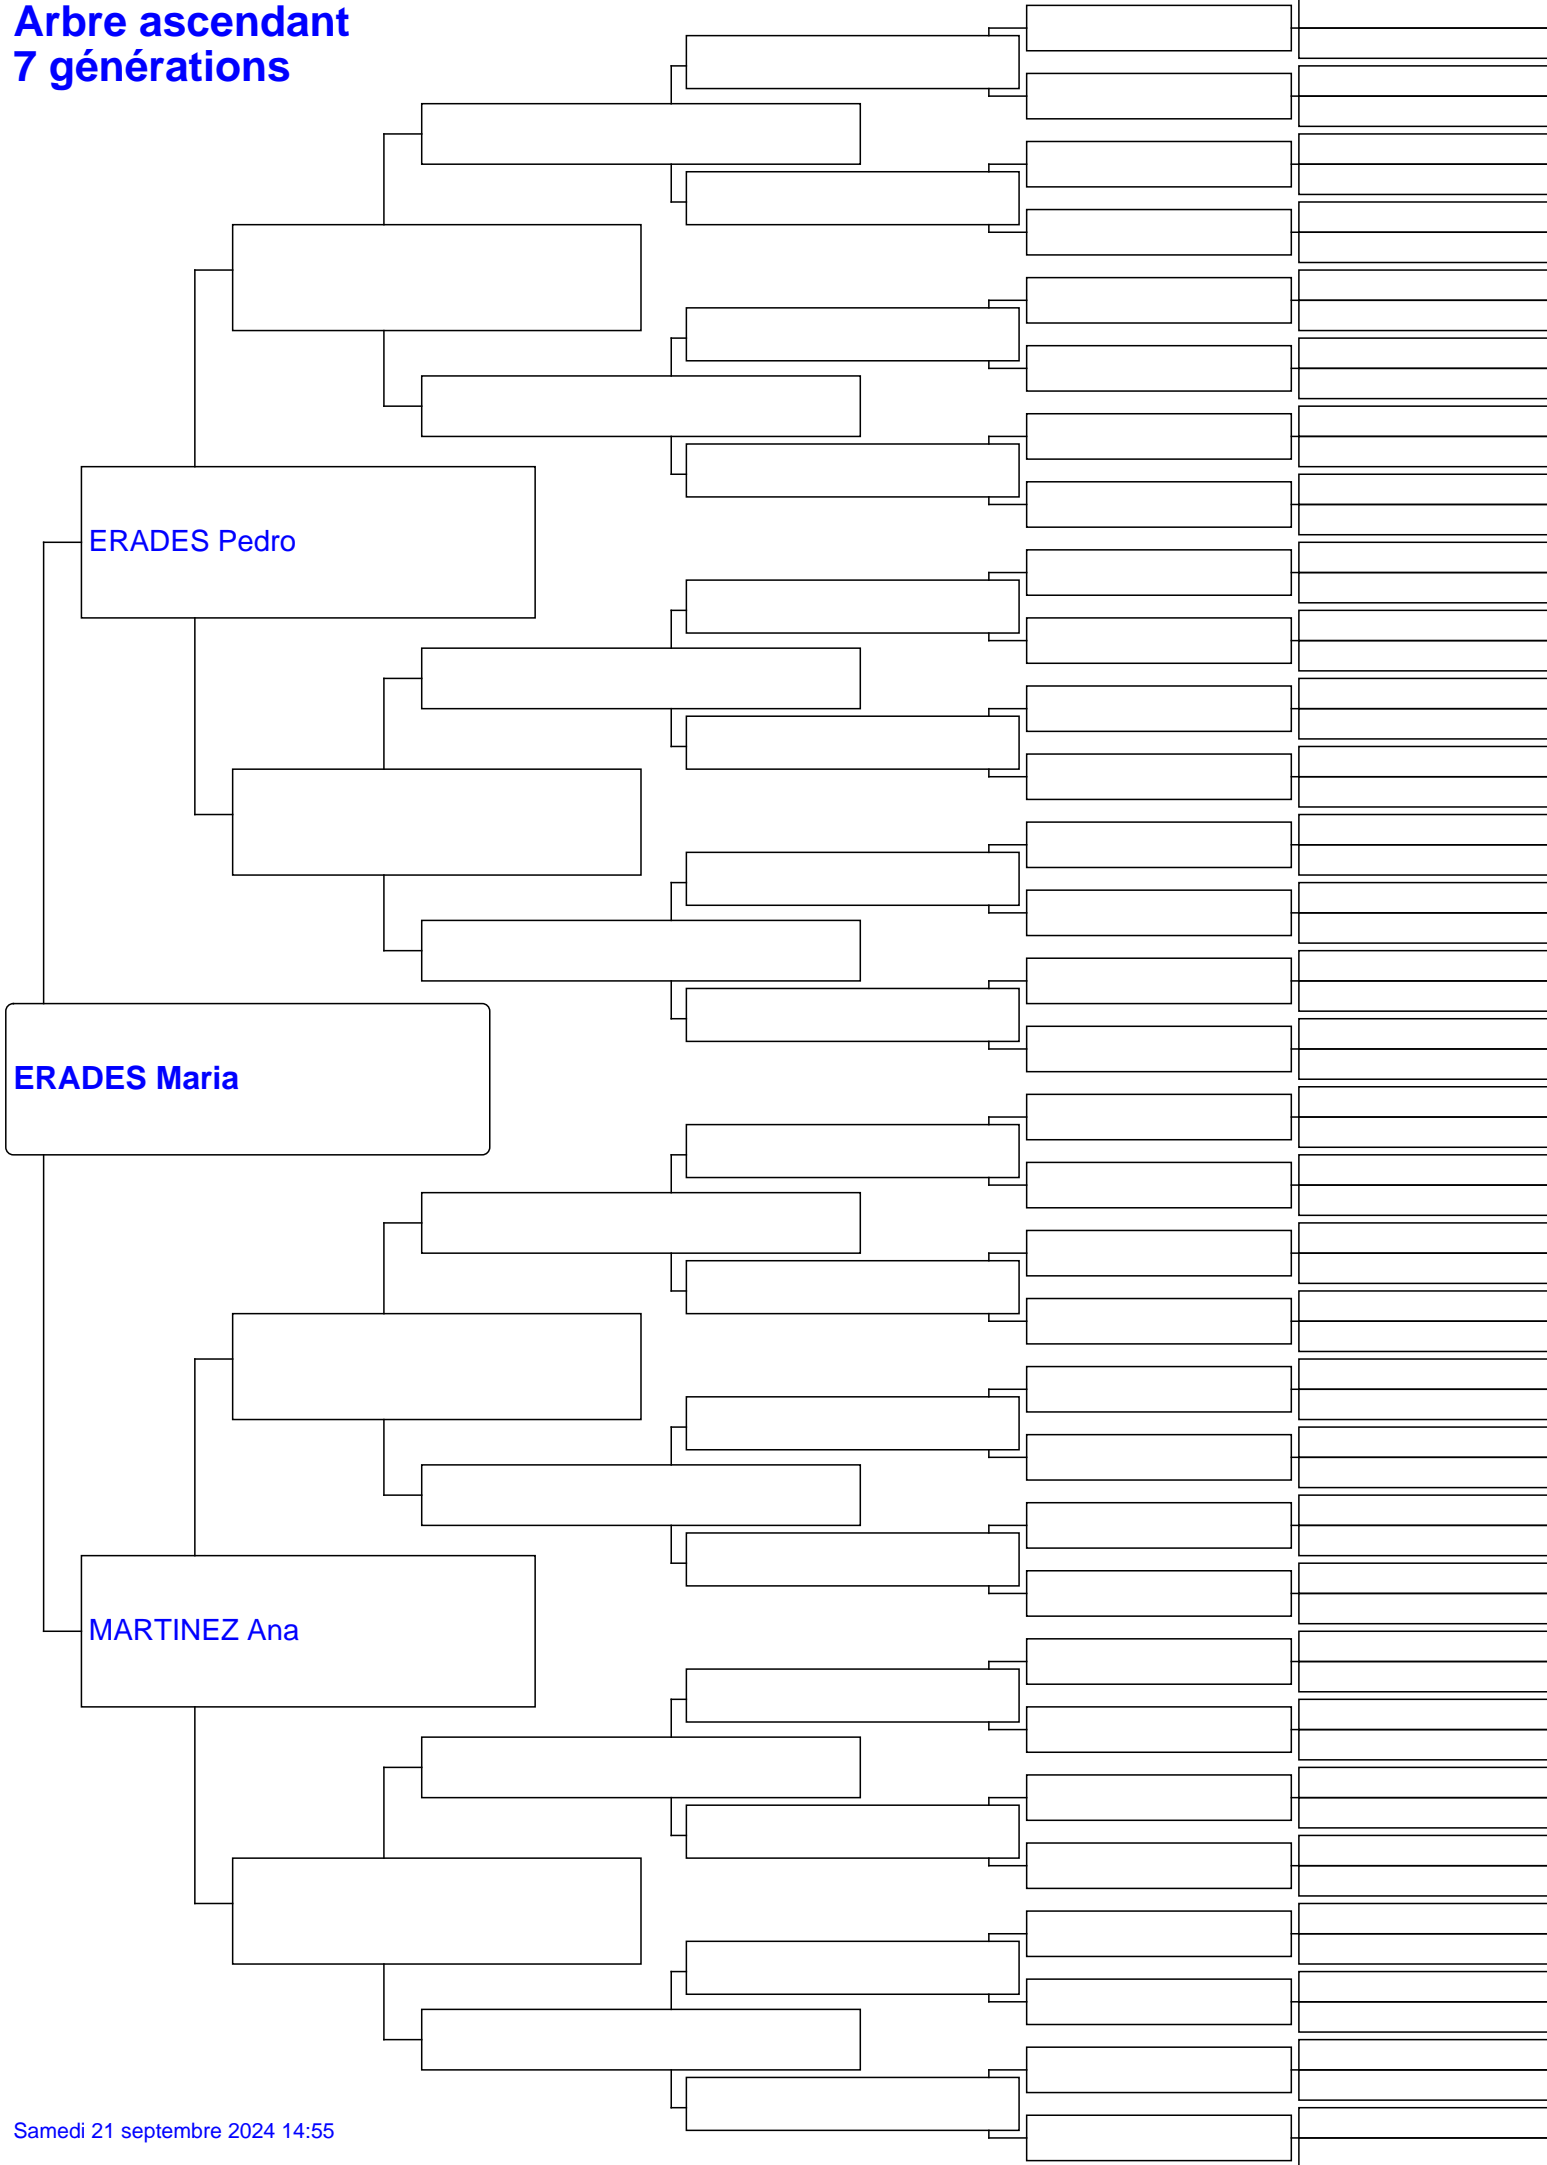 Arbre ascendant
7 générations
ERADES Pedro
ERADES Maria
MARTINEZ Ana
Samedi 21 septembre 2024 14:55